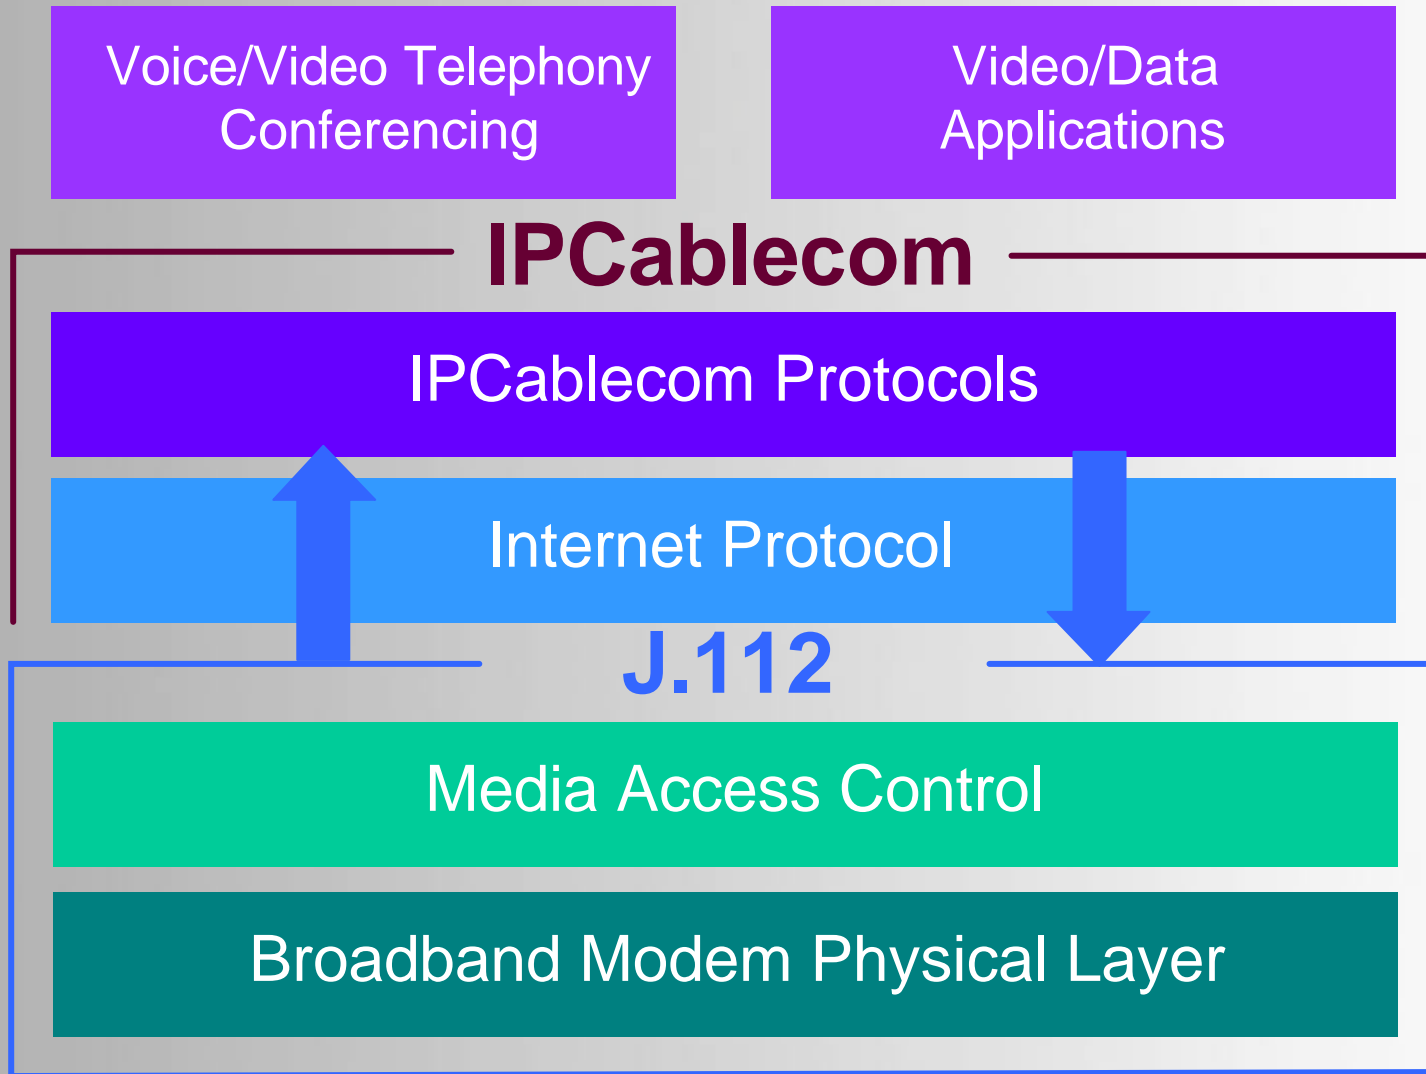 Voice/Video Telephony
Conferencing
Video/Data
Applications
IPCablecom
IPCablecom Protocols
Internet Protocol
J.112
Media Access Control
Broadband Modem Physical Layer